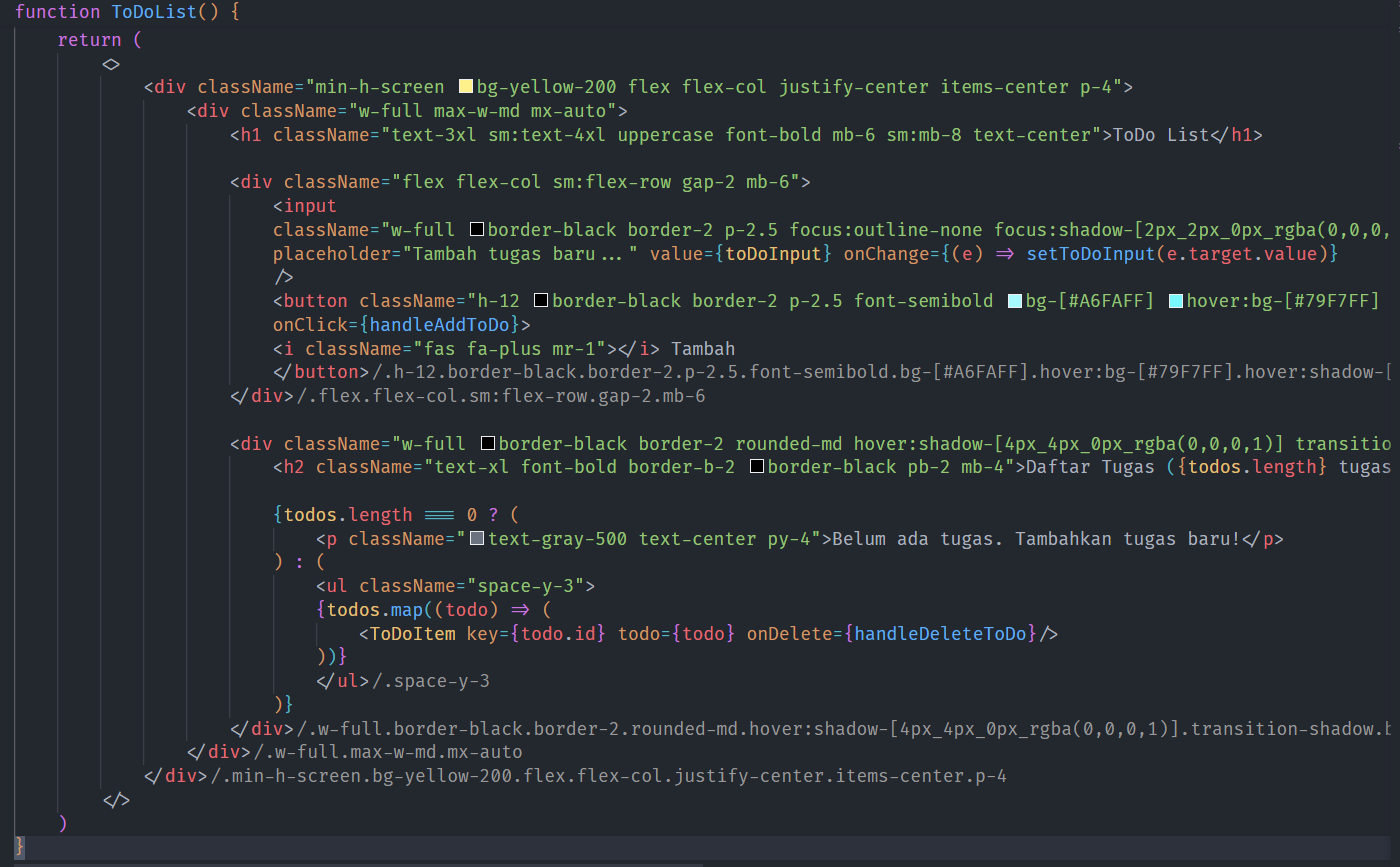 function ToDoList() {
return (
<>
<div className="min-h-screen bg-yellow-200 flex flex-col justify-center items-center p-4">
<div className="w-full max-w-md mx-auto">
<h1 className="text-3xl sm:text-4xl uppercase font-bold mb-6 sm:mb-8 text-center">ToDo List</h1>
<div className="flex flex-col sm:flex-row gap-2 mb-6">
<input
className="w-full border-black border-2 p-2.5 focus:outline-none focus:shadow-[2px_2px_0px_rgba(0,0,0,
placeholder="Tambah tugas baru..." value={toDoInput} onChange={(e) => setToDoInput(e.target.value)}
/>
<button className="h-12 border-black border-2 p-2.5 font-semibold bg-[#A6FAFF] hover:bg-[#79F7FF]
onClick={handleAddToDo}>
<i className="fas fa-plus mr-1"></i> Tambah
</button>/.h-12.border-black.border-2.p-2.5.font-semibold.bg-[#A6FAFF].hover:bg-[#79F7FF].hover:shadow-[
</div>/.flex.flex-col.sm:flex-row.gap-2.mb-6
<div className="w-full border-black border-2 rounded-md hover:shadow-[4px_4px_0px_rgba(0,0,0,1)] transitio
<h2 className="text-xl font-bold border-b-2 border-black pb-2 mb-4">Daftar Tugas ({todos.length} tugas
{todos.length === 0 ? (
<p className="text-gray-500 text-center py-4">Belum ada tugas. Tambahkan tugas baru!</p>
) : (
<ul className="space-y-3">
{todos.map((todo) => (
<ToDoItem key={todo.id} todo={todo} onDelete={handleDeleteToDo}/>
))}
</ul>/.space-y-3
)}
</div>/.w-full.border-black.border-2.rounded-md.hover:shadow-[4px_4px_0px_rgba(0,0,0,1)].transition-shadow.b
</div>/.w-full.max-w-md.mx-auto
</div>/.min-h-screen.bg-yellow-200.flex.flex-col.justify-center.items-center.p-4
</>
)
}